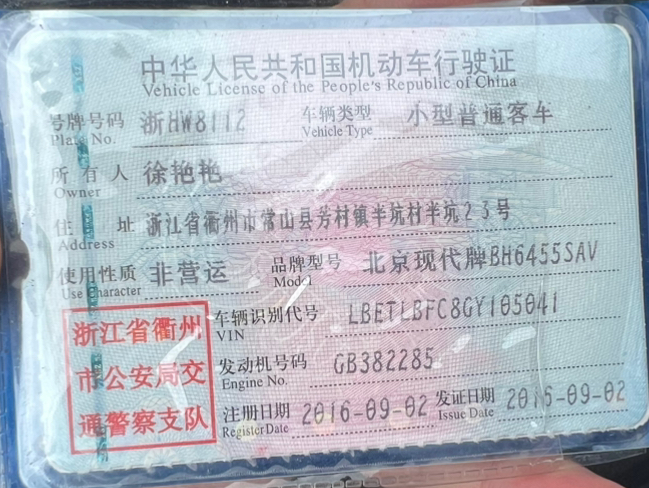 中华人民共和国机动车行驶证
Vehicle License of the People's Republic of China
号牌号码 浙HW8112 车辆类型 小型普通客车
Plate No. Vehicle Type
所有人 徐艳艳
Owner
住址 浙江省衢州市常山县芳村镇半坑村半坑23号
Address
使用性质 非营运 品牌型号 北京现代牌BH6455SAV
Use Character Model
浙江省衢州
市公安局交
通警察支队
车辆识别代号 LBETLBFC8GY105041
VIN
发动机号码 GB382285
Engine No.
注册日期 2016-09-02 发证日期 2016-09-02
Register Date Issue Date